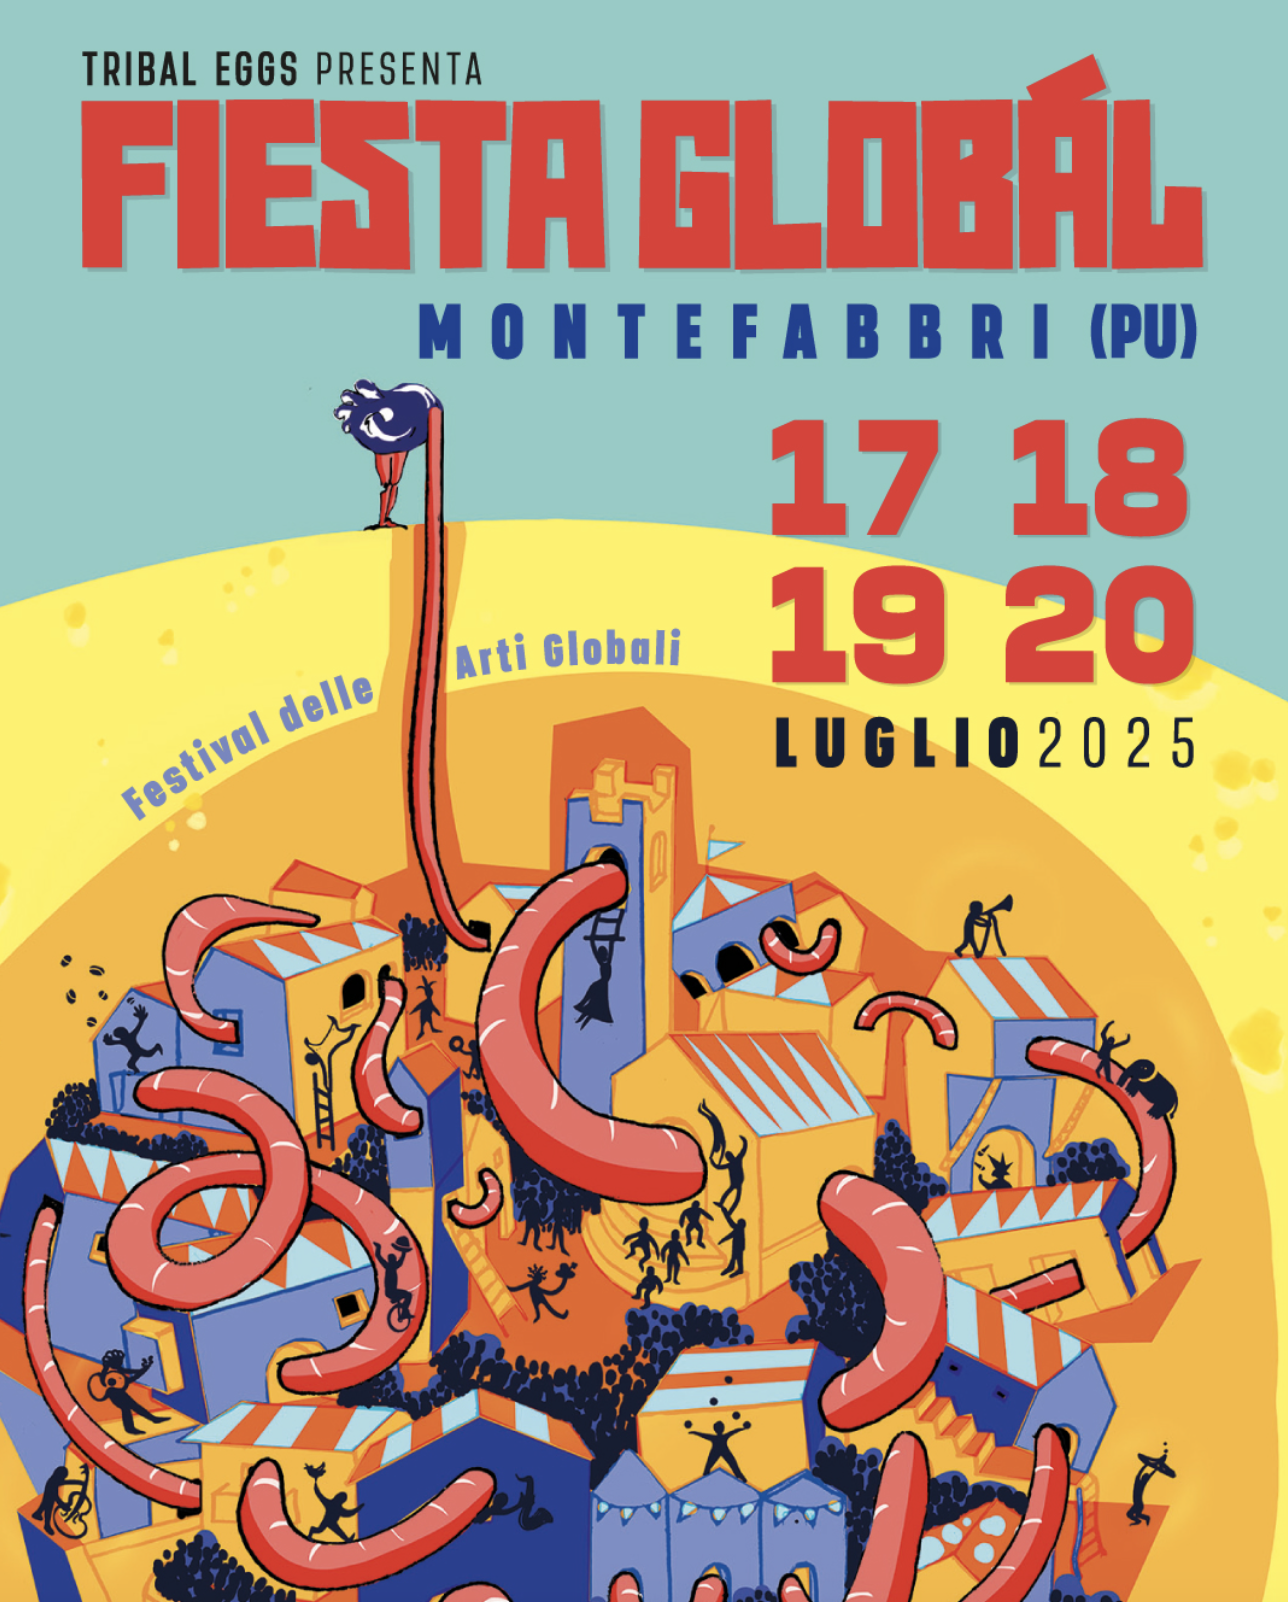 TRIBAL EGGS PRESENTA
FIESTA GLOBÁL
MONTEFABBRI (PU)
17 18
19 20
LUGLIO 2025
Festival delle Arti Globali